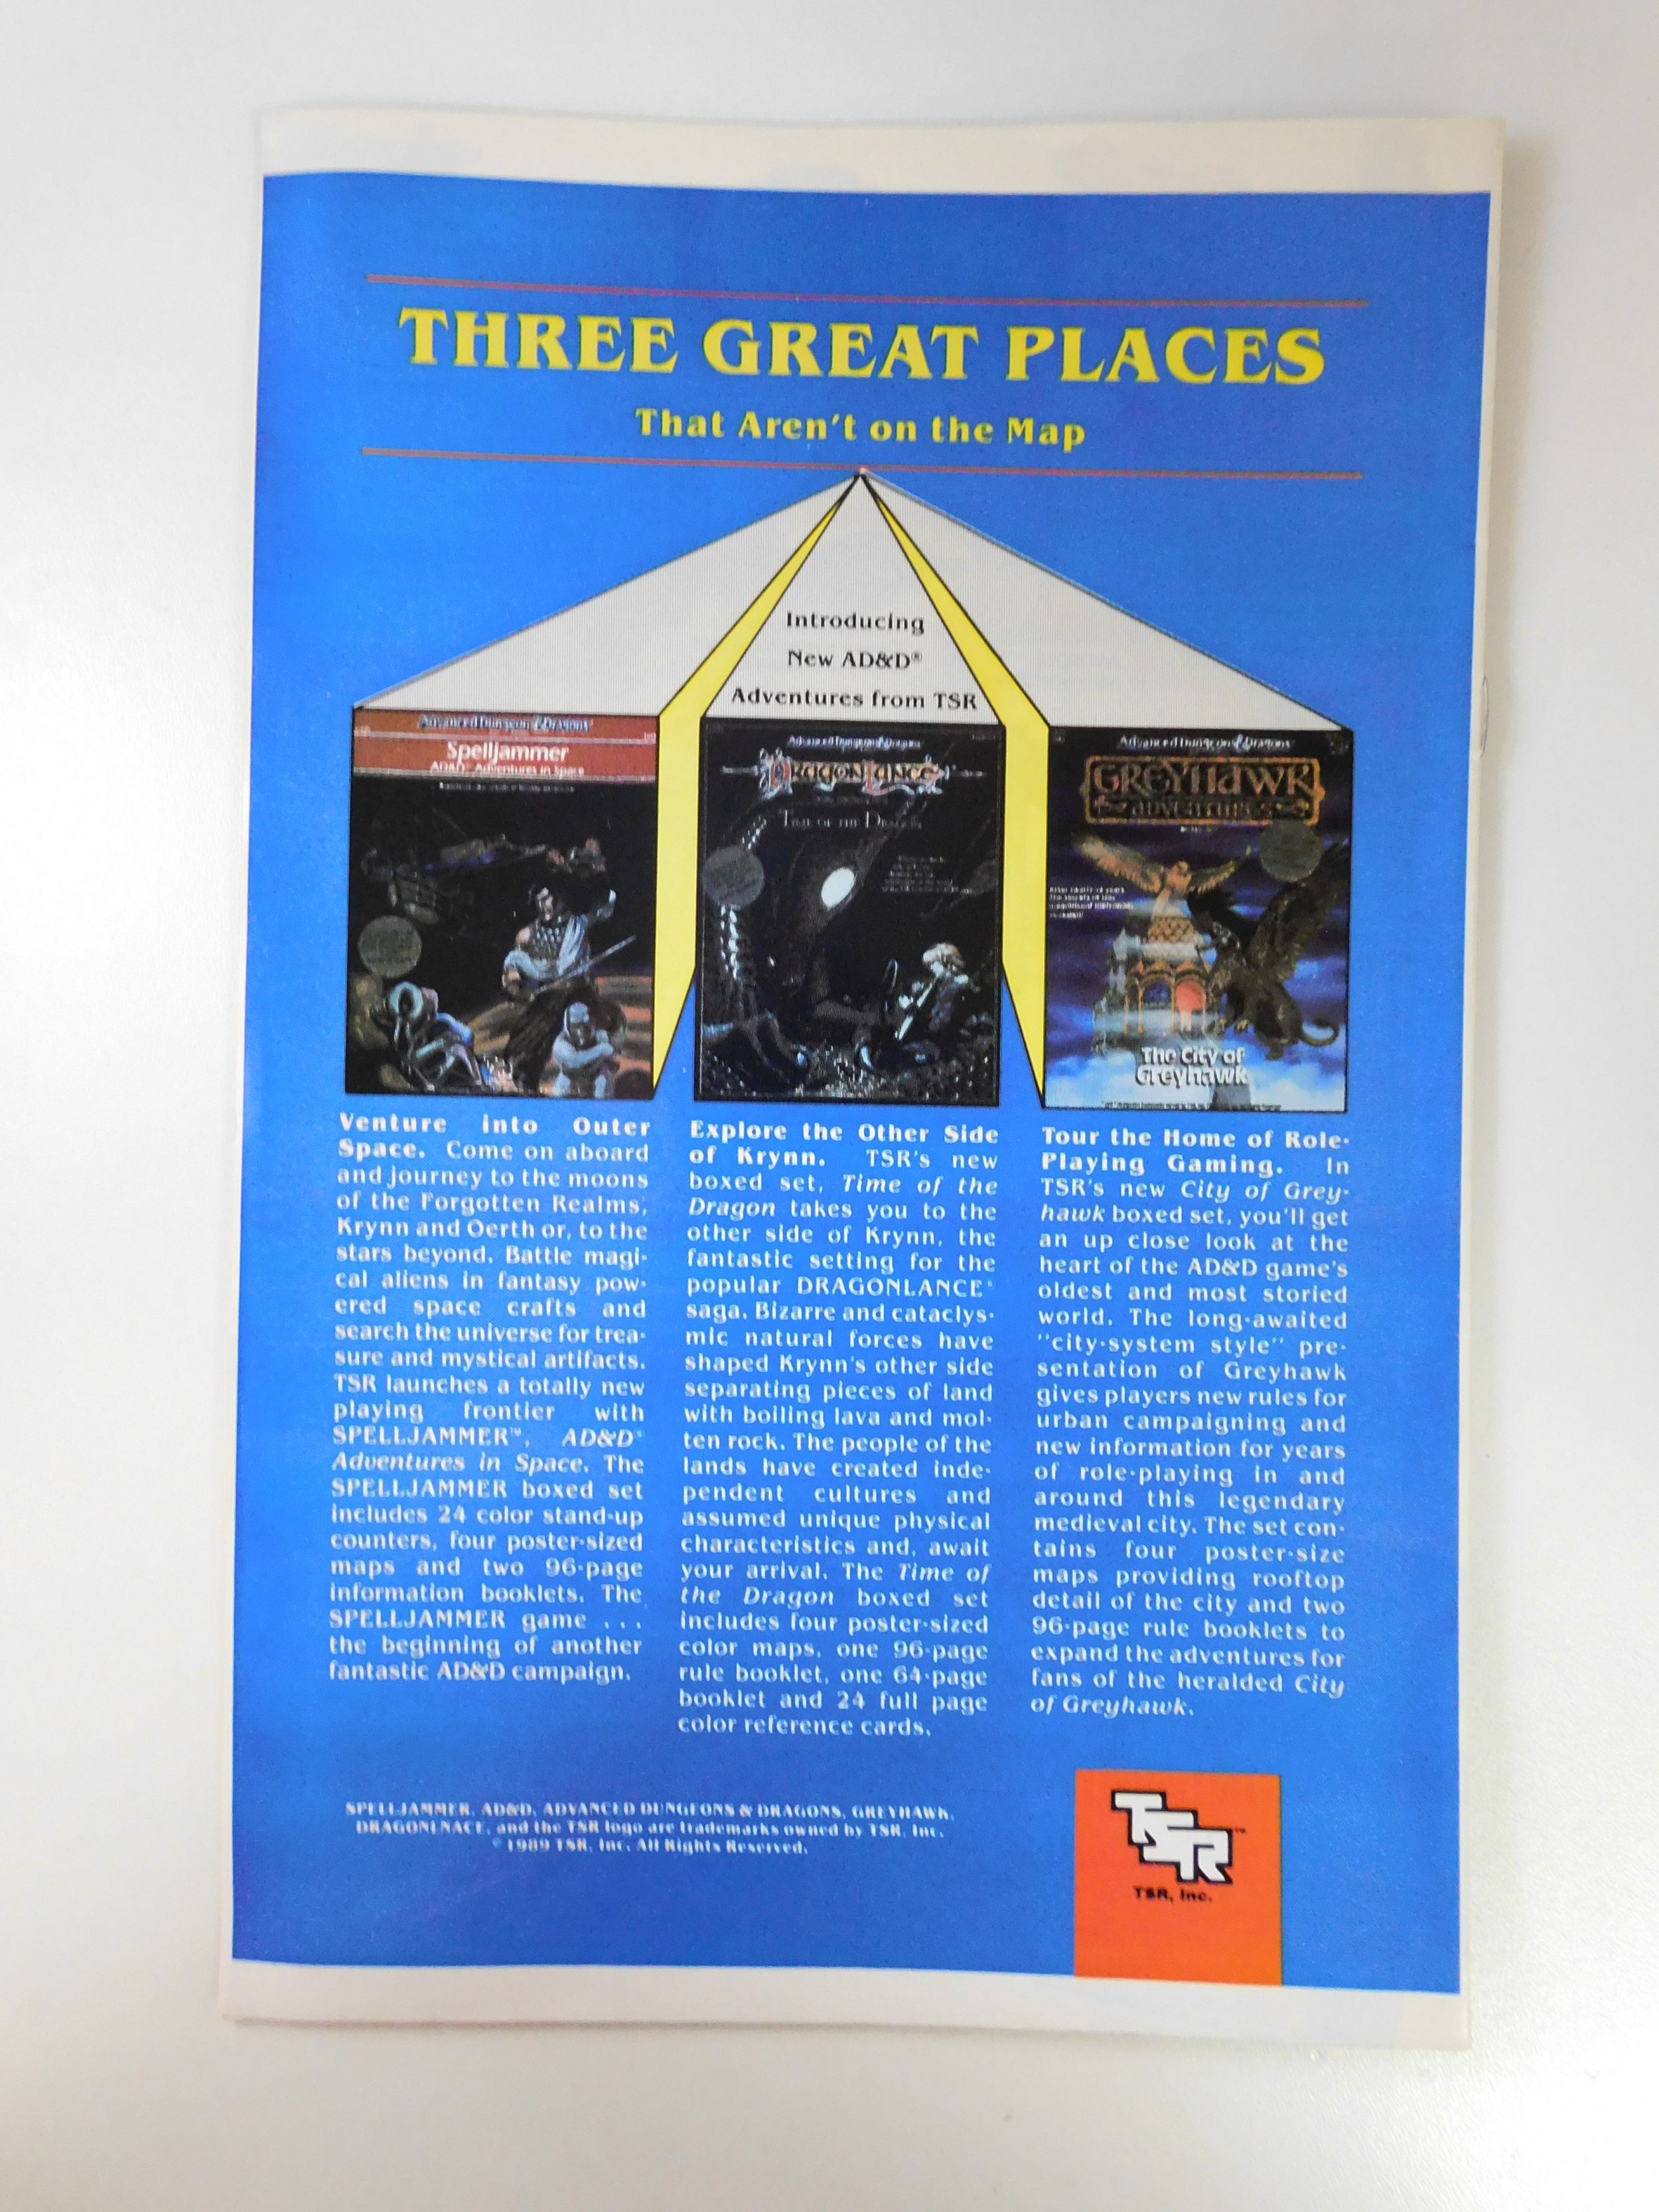 THREE GREAT PLACES
That Aren't on the Map
Introducing
New AD&D®
Adventures from TSR
Advanced Dungeons & Dragons
Spelljammer
AD&D® Adventures in Space
Advanced Dungeons & Dragons
DRAGONLANCE
TIME OF THE DRAGON
Advanced Dungeons & Dragons
GREYHAWK
ADVENTURES
The City of
Greyhawk
Venture into Outer
Space. Come on aboard
and journey to the moons
of the Forgotten Realms,
Krynn and Oerth or, to the
stars beyond. Battle magi-
cal aliens in fantasy pow-
ered space crafts and
search the universe for trea-
sure and mystical artifacts.
TSR launches a totally new
playing frontier with
SPELLJAMMER™, AD&D®
Adventures in Space. The
SPELLJAMMER boxed set
includes 24 color stand-up
counters, four poster-sized
maps and two 96-page
information booklets. The
SPELLJAMMER game . . .
the beginning of another
fantastic AD&D campaign.
Explore the Other Side
of Krynn. TSR's new
boxed set, Time of the
Dragon takes you to the
other side of Krynn, the
fantastic setting for the
popular DRAGONLANCE®
saga. Bizarre and cataclys-
mic natural forces have
shaped Krynn's other side
separating pieces of land
with boiling lava and mol-
ten rock. The people of the
lands have created inde-
pendent cultures and
assumed unique physical
characteristics and, await
your arrival. The Time of
the Dragon boxed set
includes four poster-sized
color maps, one 96-page
rule booklet, one 64-page
booklet and 24 full page
color reference cards.
Tour the Home of Role-
Playing Gaming. In
TSR's new City of Grey-
hawk boxed set, you'll get
an up close look at the
heart of the AD&D game's
oldest and most storied
world. The long-awaited
"city-system style" pre-
sentation of Greyhawk
gives players new rules for
urban campaigning and
new information for years
of role-playing in and
around this legendary
medieval city. The set con-
tains four poster-size
maps providing rooftop
detail of the city and two
96-page rule booklets to
expand the adventures for
fans of the heralded City
of Greyhawk.
SPELLJAMMER, AD&D, ADVANCED DUNGEONS & DRAGONS, GREYHAWK,
DRAGONLNACE, and the TSR logo are trademarks owned by TSR, Inc.
© 1989 TSR, Inc. All Rights Reserved.
TSR™
TSR, Inc.